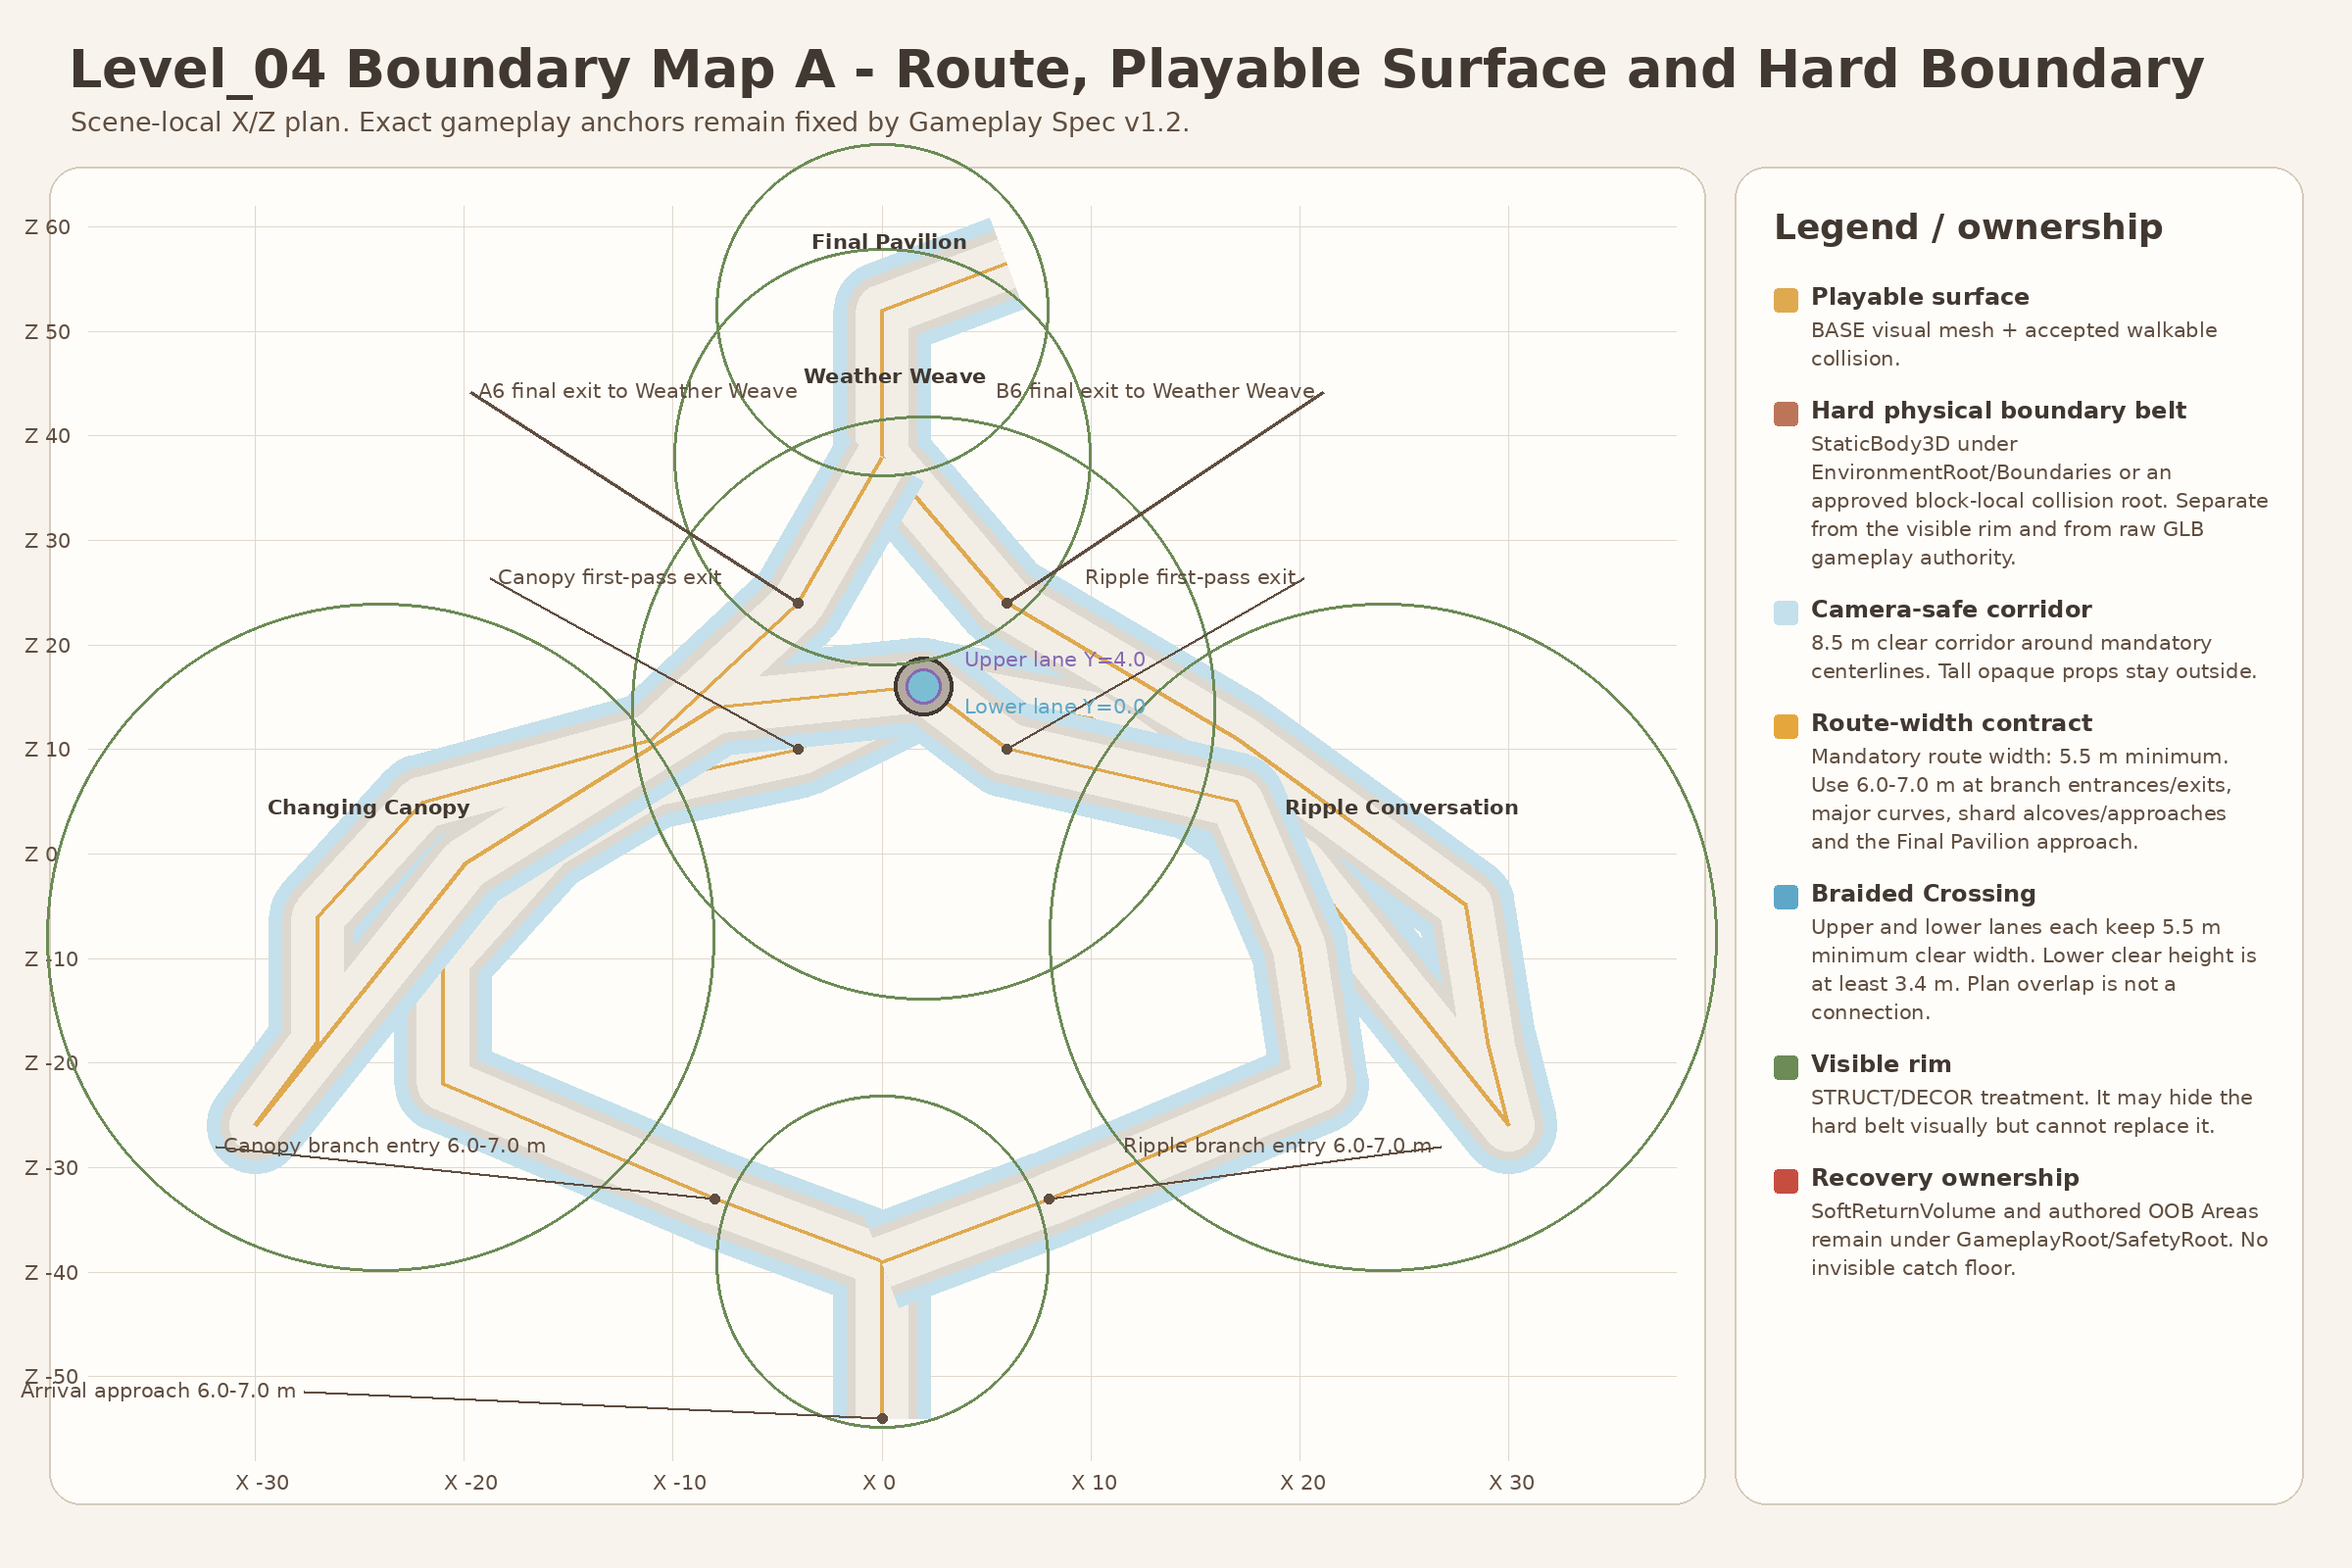 Level_04 Boundary Map A - Route, Playable Surface and Hard Boundary
Scene-local X/Z plan. Exact gameplay anchors remain fixed by Gameplay Spec v1.2.
Z 60
Z 50
Z 40
Z 30
Z 20
Z 10
Z 0
Z -10
Z -20
Z -30
Z -40
Z -50
X -30
X -20
X -10
X 0
X 10
X 20
X 30
Final Pavilion
Weather Weave
A6 final exit to Weather Weave
B6 final exit to Weather Weave
Canopy first-pass exit
Ripple first-pass exit
Upper lane Y=4.0
Lower lane Y=0.0
Changing Canopy
Ripple Conversation
Canopy branch entry 6.0-7.0 m
Ripple branch entry 6.0-7.0 m
Arrival approach 6.0-7.0 m
Legend / ownership
Playable surface
BASE visual mesh + accepted walkable
collision.
Hard physical boundary belt
StaticBody3D under
EnvironmentRoot/Boundaries or an
approved block-local collision root. Separate
from the visible rim and from raw GLB
gameplay authority.
Camera-safe corridor
8.5 m clear corridor around mandatory
centerlines. Tall opaque props stay outside.
Route-width contract
Mandatory route width: 5.5 m minimum.
Use 6.0-7.0 m at branch entrances/exits,
major curves, shard alcoves/approaches
and the Final Pavilion approach.
Braided Crossing
Upper and lower lanes each keep 5.5 m
minimum clear width. Lower clear height is
at least 3.4 m. Plan overlap is not a
connection.
Visible rim
STRUCT/DECOR treatment. It may hide the
hard belt visually but cannot replace it.
Recovery ownership
SoftReturnVolume and authored OOB Areas
remain under GameplayRoot/SafetyRoot. No
invisible catch floor.